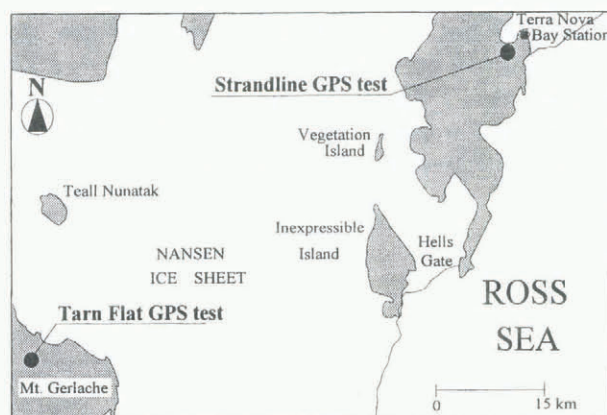 Terra Nova
Bay Station
Strandline GPS test
N
Vegetation
Island
Teall Nunatak
Inexpressible
Island
Hells
Gate
NANSEN
ICE SHEET
ROSS
SEA
Tarn Flat GPS test
Mt. Gerlache
0
15 km